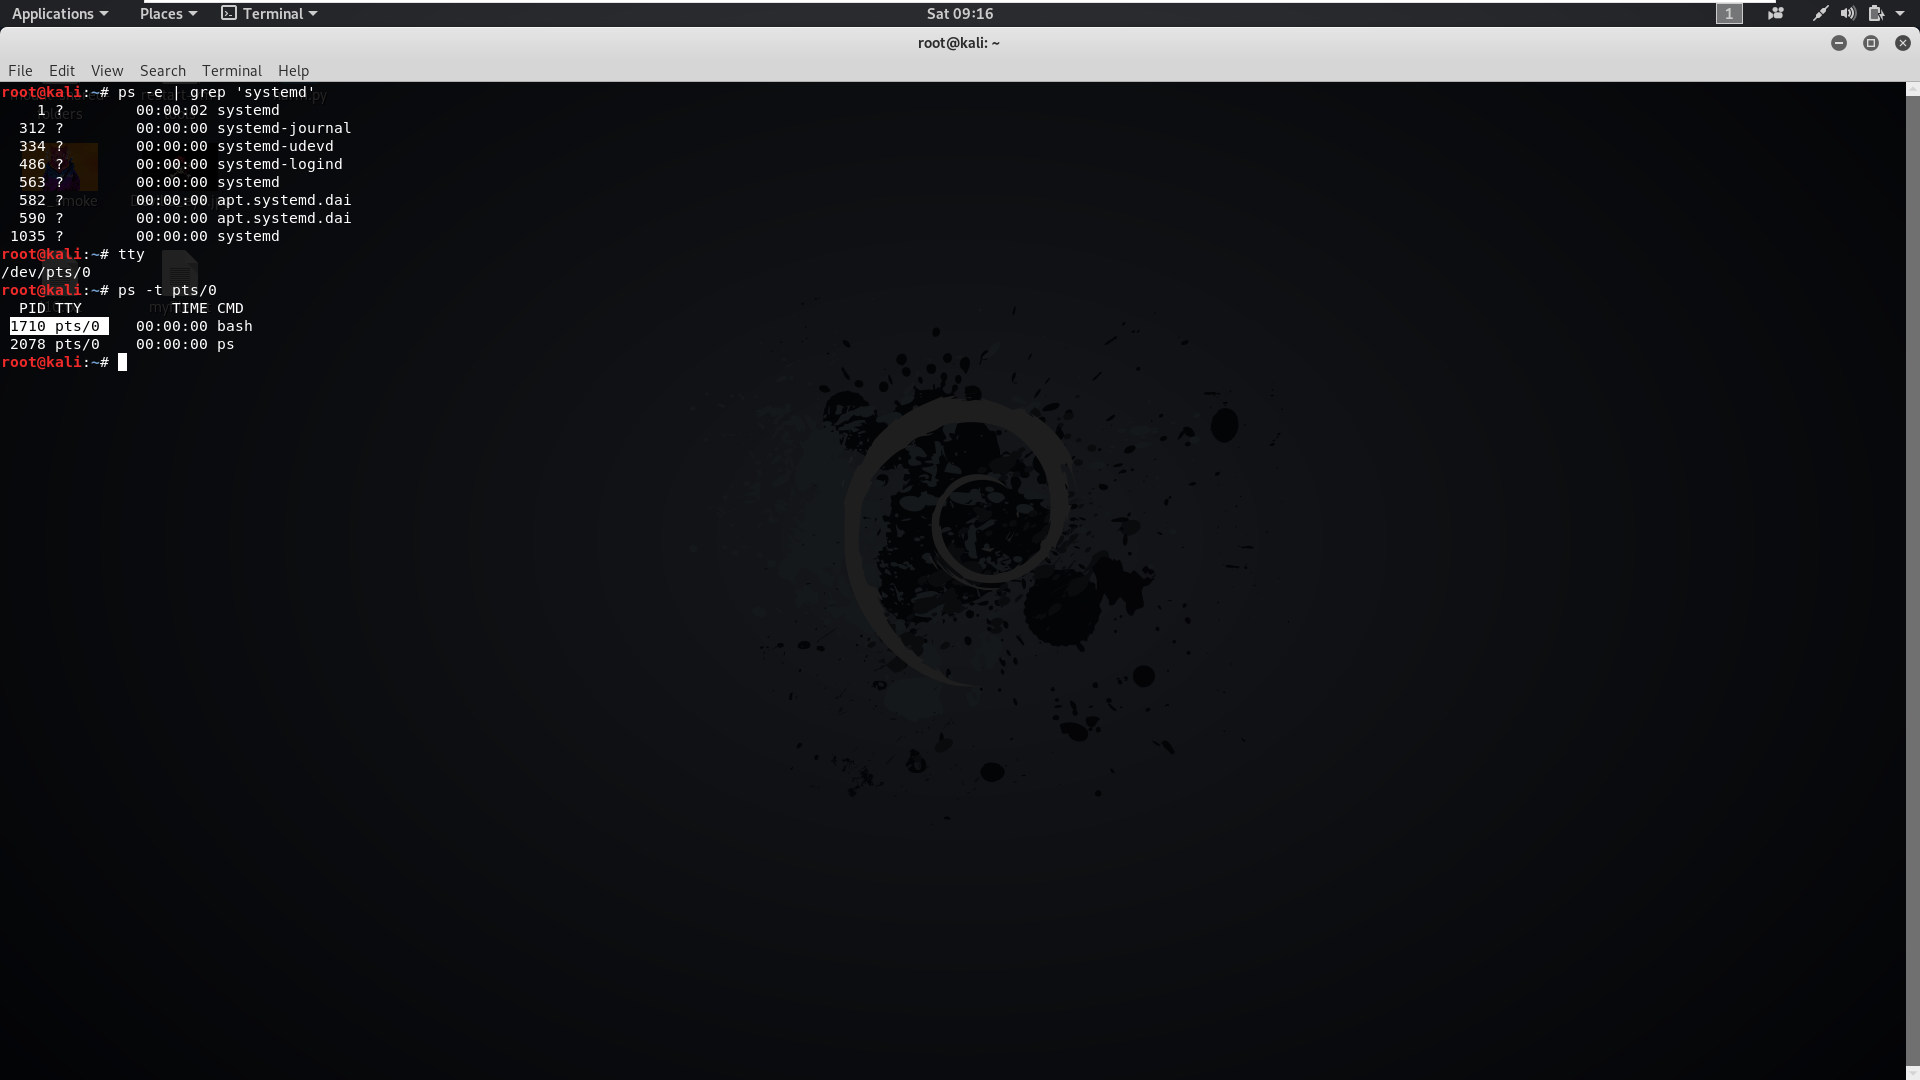 Applications Places Terminal Sat 09:16 1
root@kali: ~
File Edit View Search Terminal Help
root@kali:~# ps -e | grep 'systemd'
    1 ?        00:00:02 systemd
  312 ?        00:00:00 systemd-journal
  334 ?        00:00:00 systemd-udevd
  486 ?        00:00:00 systemd-logind
  563 ?        00:00:00 systemd
  582 ?        00:00:00 apt.systemd.dai
  590 ?        00:00:00 apt.systemd.dai
 1035 ?        00:00:00 systemd
root@kali:~# tty
/dev/pts/0
root@kali:~# ps -t pts/0
  PID TTY          TIME CMD
 1710 pts/0    00:00:00 bash
 2078 pts/0    00:00:00 ps
root@kali:~#